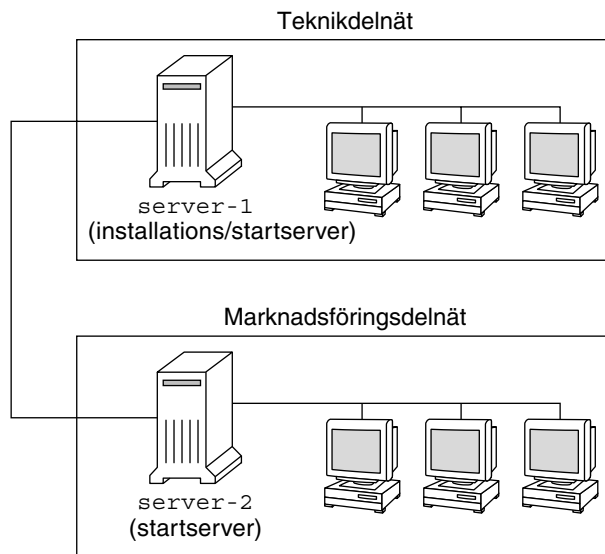 Teknikdelnät
server-1
(installations/startserver)
Marknadsföringsdelnät
server-2
(startserver)